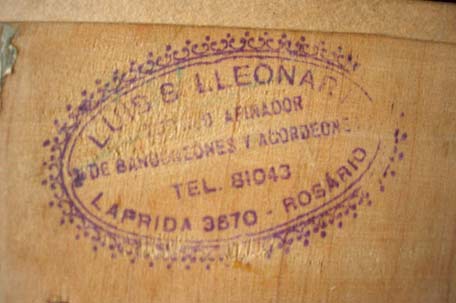 LUIS B. LLEONAR
AFINADOR
DE BANDONEONES Y ACORDEONE
TEL. 81043
LAPRIDA 3670 - ROSARIO